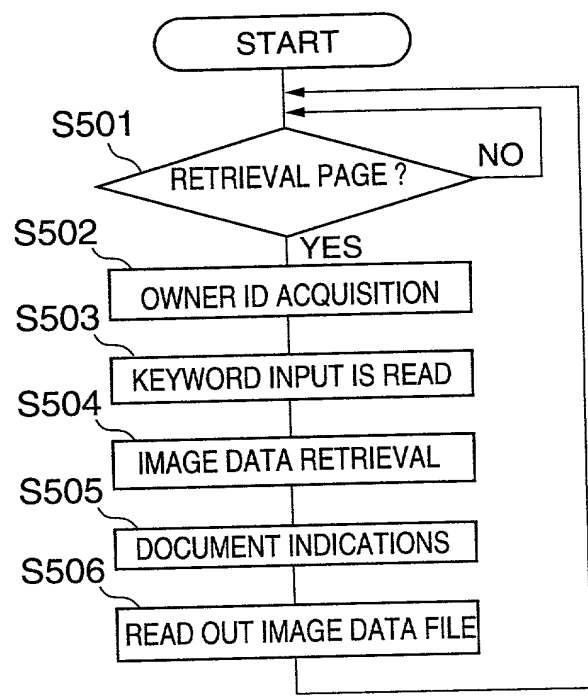 START
S501
RETRIEVAL PAGE ?
NO
YES
S502
OWNER ID ACQUISITION
S503
KEYWORD INPUT IS READ
S504
IMAGE DATA RETRIEVAL
S505
DOCUMENT INDICATIONS
S506
READ OUT IMAGE DATA FILE